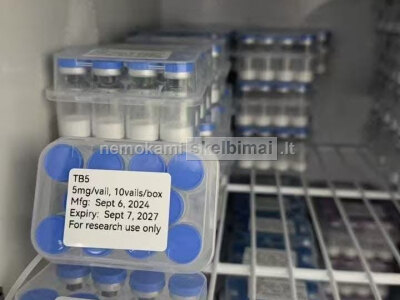 nemokami skelbimai .lt
TB5
5mg/vail, 10vails/box
Mfg:  Sept 6, 2024
Expiry:  Sept 7, 2027
For research use only